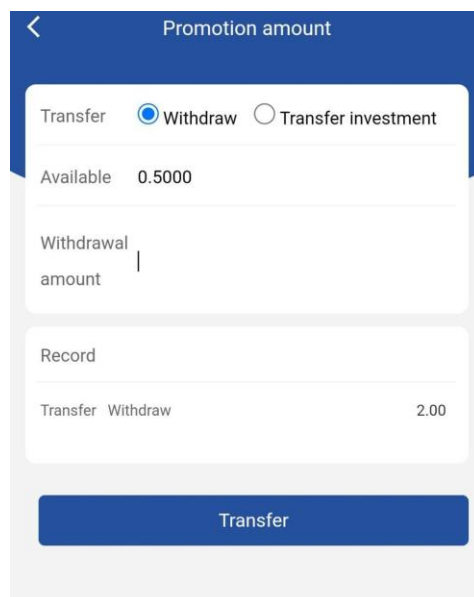 Promotion amount
Transfer Withdraw Transfer investment
Available 0.5000
Withdrawal
amount
Record
Transfer Withdraw 2.00
Transfer